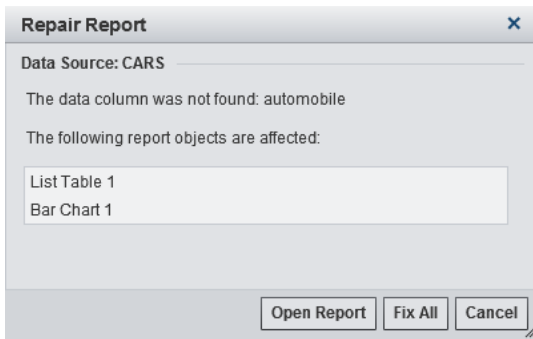 Repair Report
Data Source: CARS
The data column was not found: automobile
The following report objects are affected:
List Table 1
Bar Chart 1
Open Report Fix All Cancel